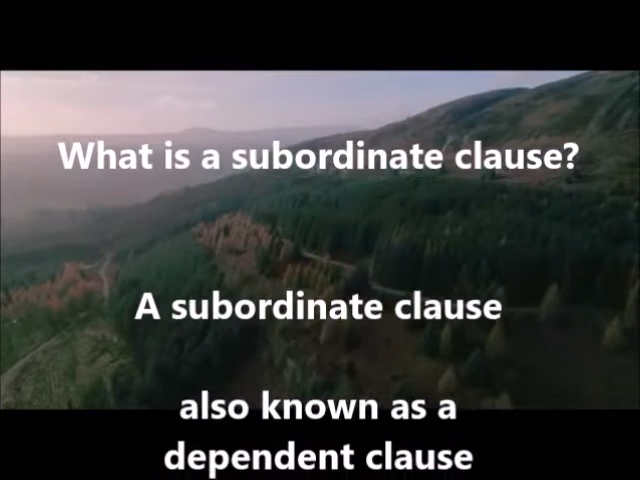 What is a subordinate clause?
A subordinate clause
also known as a
dependent clause